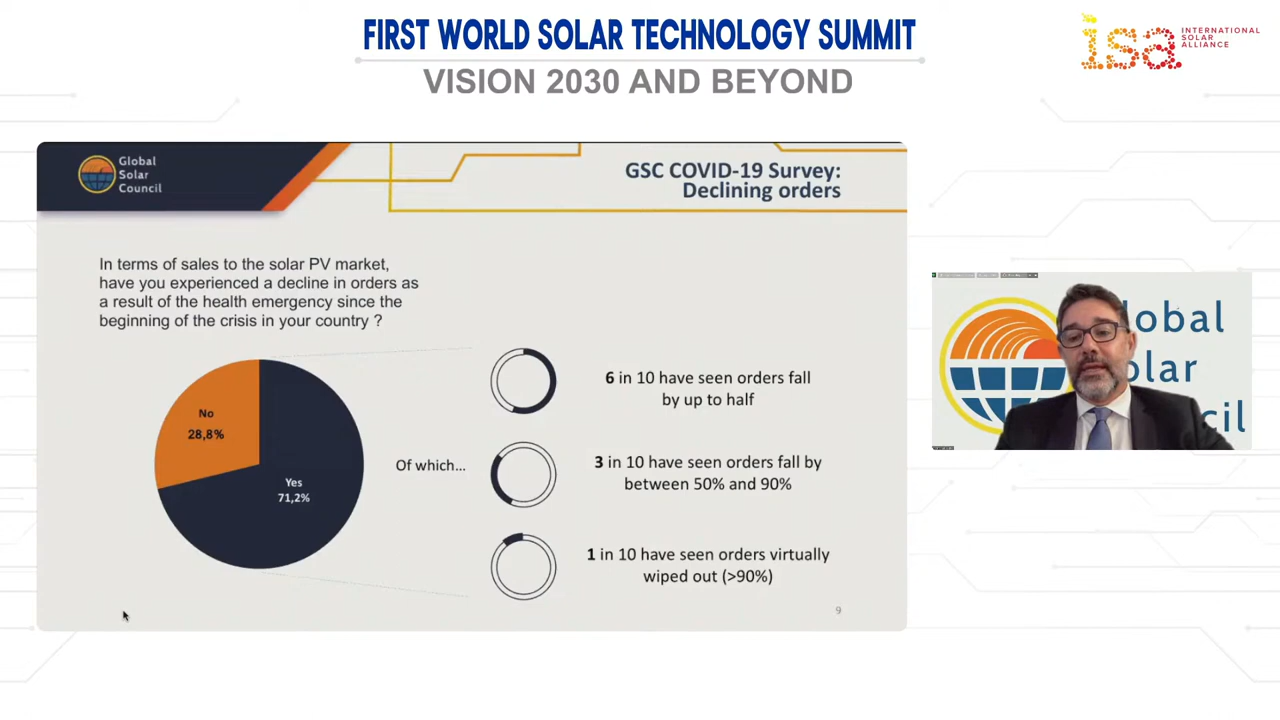 FIRST WORLD SOLAR TECHNOLOGY SUMMIT
VISION 2030 AND BEYOND
isa
INTERNATIONAL
SOLAR
ALLIANCE
Global
Solar
Council
GSC COVID-19 Survey:
Declining orders
In terms of sales to the solar PV market,
have you experienced a decline in orders as
a result of the health emergency since the
beginning of the crisis in your country ?
No
28,8%
Yes
71,2%
Of which...
6 in 10 have seen orders fall
by up to half
3 in 10 have seen orders fall by
between 50% and 90%
1 in 10 have seen orders virtually
wiped out (>90%)
9
lobal
olar
cil